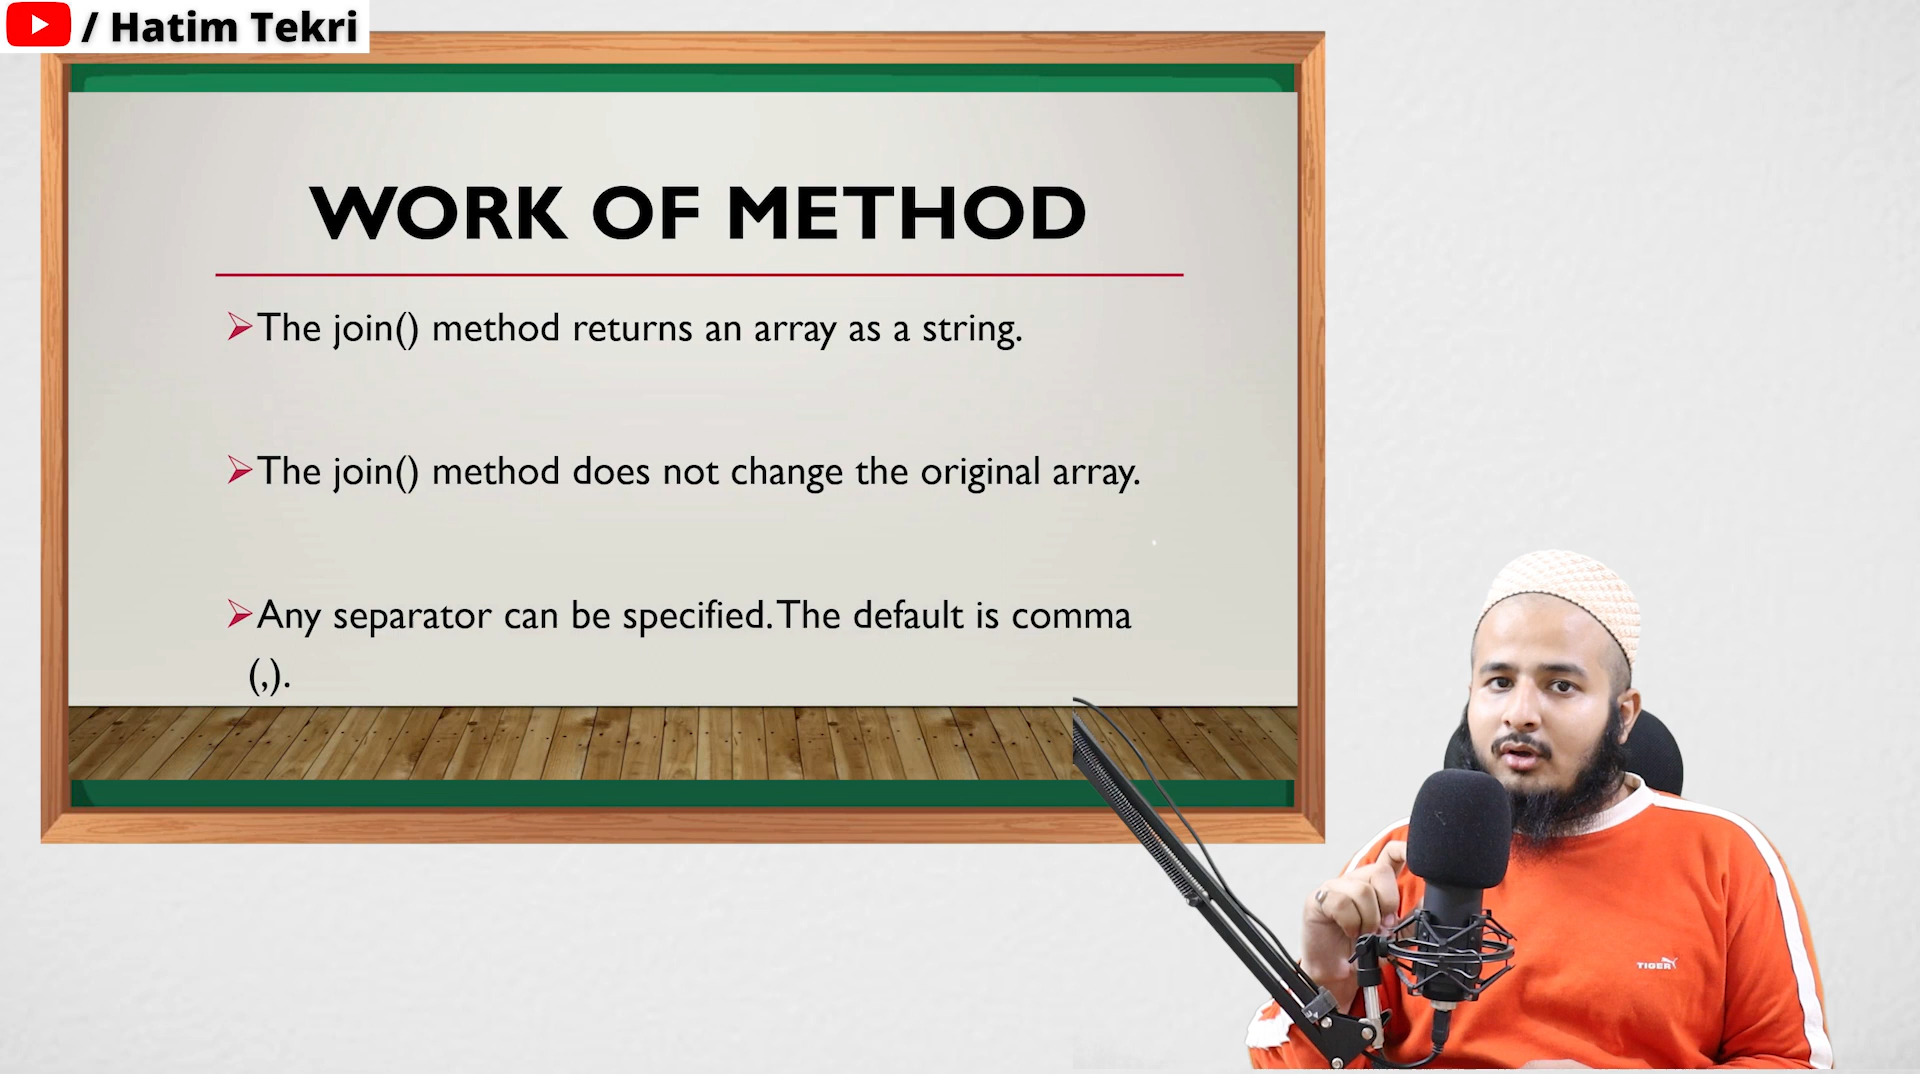 / Hatim Tekri
WORK OF METHOD
➢The join() method returns an array as a string.
➢The join() method does not change the original array.
➢Any separator can be specified. The default is comma
(,).
TIGER